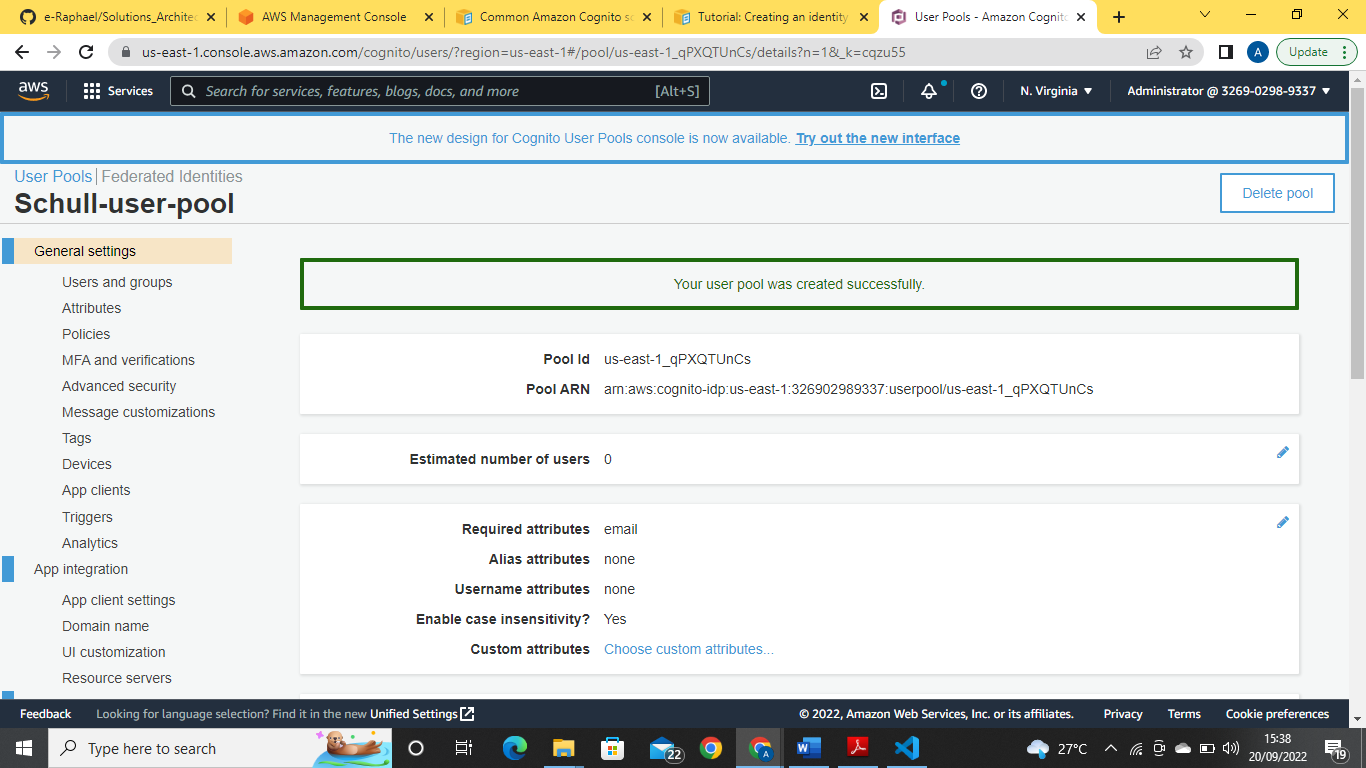 e-Raphael/Solutions_Architec
AWS Management Console
Common Amazon Cognito sc
Tutorial: Creating an identity
User Pools - Amazon Cognito
us-east-1.console.aws.amazon.com/cognito/users/?region=us-east-1#/pool/us-east-1_qPXQTUnCs/details?n=1&_k=cqzu55
A
Update
aws
Services
Search for services, features, blogs, docs, and more
[Alt+S]
N. Virginia
Administrator @ 3269-0298-9337
The new design for Cognito User Pools console is now available. Try out the new interface
User Pools | Federated Identities
Schull-user-pool
Delete pool
General settings
Users and groups
Attributes
Policies
MFA and verifications
Advanced security
Message customizations
Tags
Devices
App clients
Triggers
Analytics
App integration
App client settings
Domain name
UI customization
Resource servers
Your user pool was created successfully.
Pool Id us-east-1_qPXQTUnCs
Pool ARN arn:aws:cognito-idp:us-east-1:326902989337:userpool/us-east-1_qPXQTUnCs
Estimated number of users 0
Required attributes email
Alias attributes none
Username attributes none
Enable case insensitivity? Yes
Custom attributes Choose custom attributes...
Feedback
Looking for language selection? Find it in the new Unified Settings
© 2022, Amazon Web Services, Inc. or its affiliates.
Privacy
Terms
Cookie preferences
Type here to search
22
A
27°C
15:38
20/09/2022
19